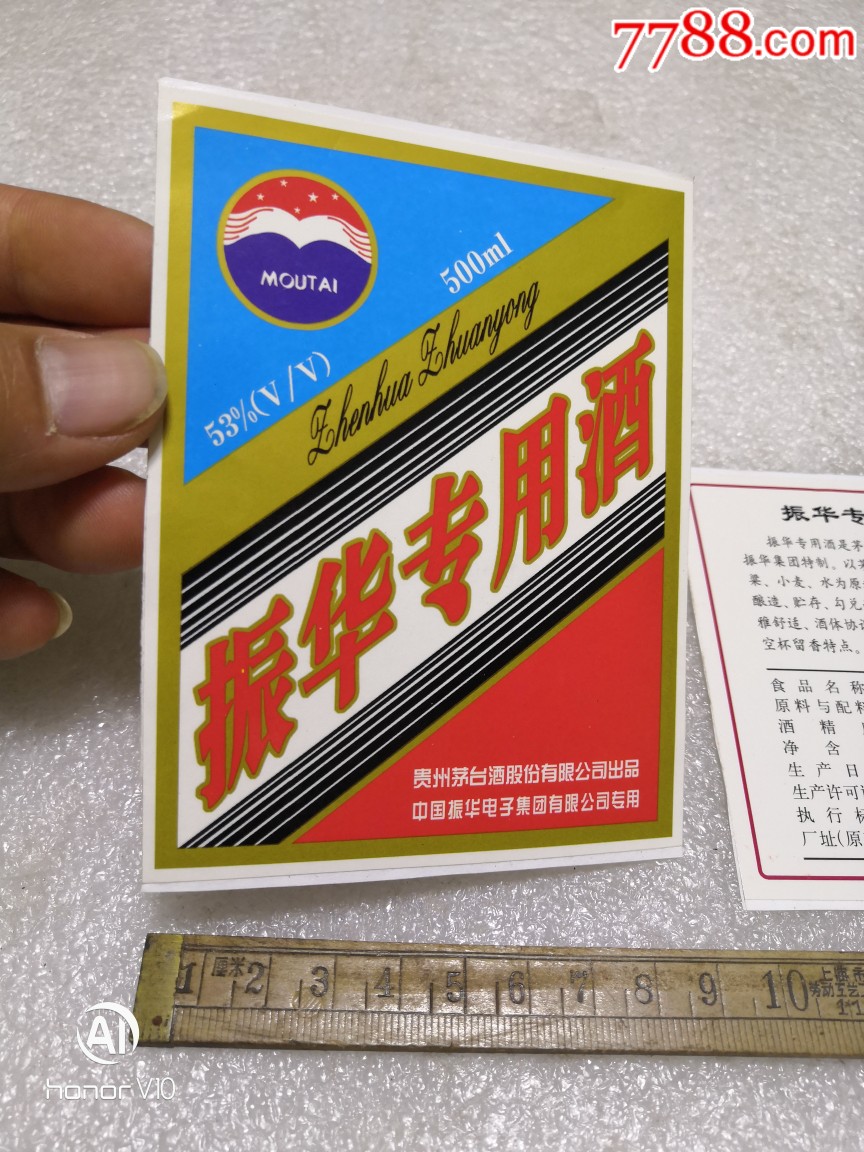 7788.com
MOUTAI
500ml
53%(V/V)
Zhenhua Zhuanyong
振华专用酒
贵州茅台酒股份有限公司出品
中国振华电子集团有限公司专用
振华专
振华专用酒是茅
振华集团特制。以
粱、小麦、水为原
酿造、贮存、勾兑
雅舒适、酒体协
空杯留香特点。
食品名称
原料与配料
酒精
净含
生产日
生产许可
执行标
厂址(原
厘米
1 2 3 4 5 6 7 8 9 10
AI
honor V10